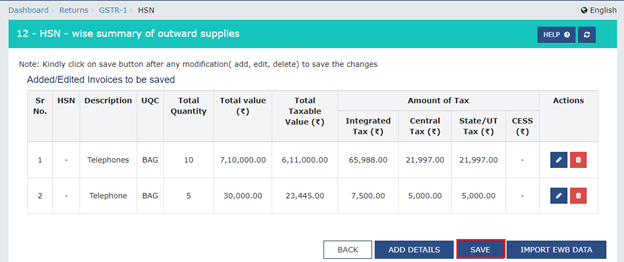 Dashboard › Returns › GSTR-1 › HSN English
12 - HSN - wise summary of outward supplies HELP
Note: Kindly click on save button after any modification( add, edit, delete) to save the changes
Added/Edited Invoices to be saved
Sr No. HSN Description UQC Total Quantity Total value (₹) Total Taxable Value (₹) Amount of Tax Actions
Integrated Tax (₹) Central Tax (₹) State/UT Tax (₹) CESS (₹)
1 - Telephones BAG 10 7,10,000.00 6,11,000.00 65,988.00 21,997.00 21,997.00 -
2 - Telephone BAG 5 30,000.00 23,445.00 7,500.00 5,000.00 5,000.00 -
BACK ADD DETAILS SAVE IMPORT EWB DATA